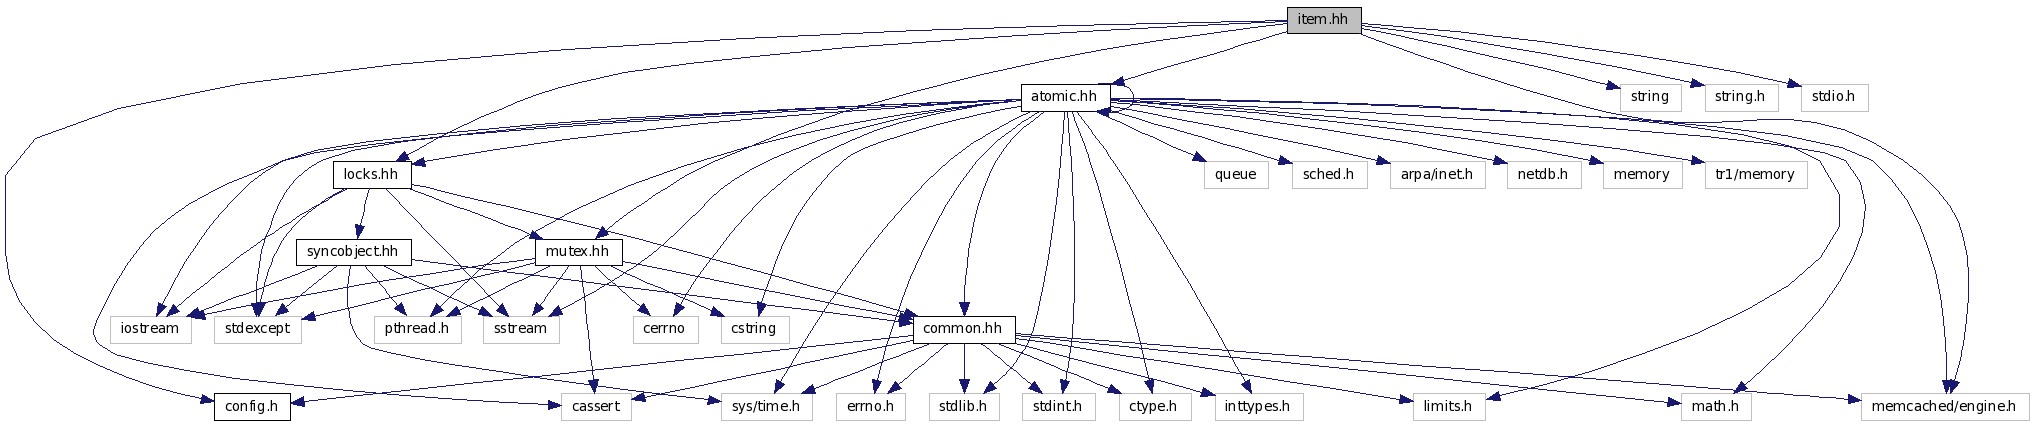 item.hh
atomic.hh
string
string.h
stdio.h
locks.hh
queue
sched.h
arpa/inet.h
netdb.h
memory
tr1/memory
syncobject.hh
mutex.hh
iostream
stdexcept
pthread.h
sstream
cerrno
cstring
common.hh
config.h
cassert
sys/time.h
errno.h
stdlib.h
stdint.h
ctype.h
inttypes.h
limits.h
math.h
memcached/engine.h